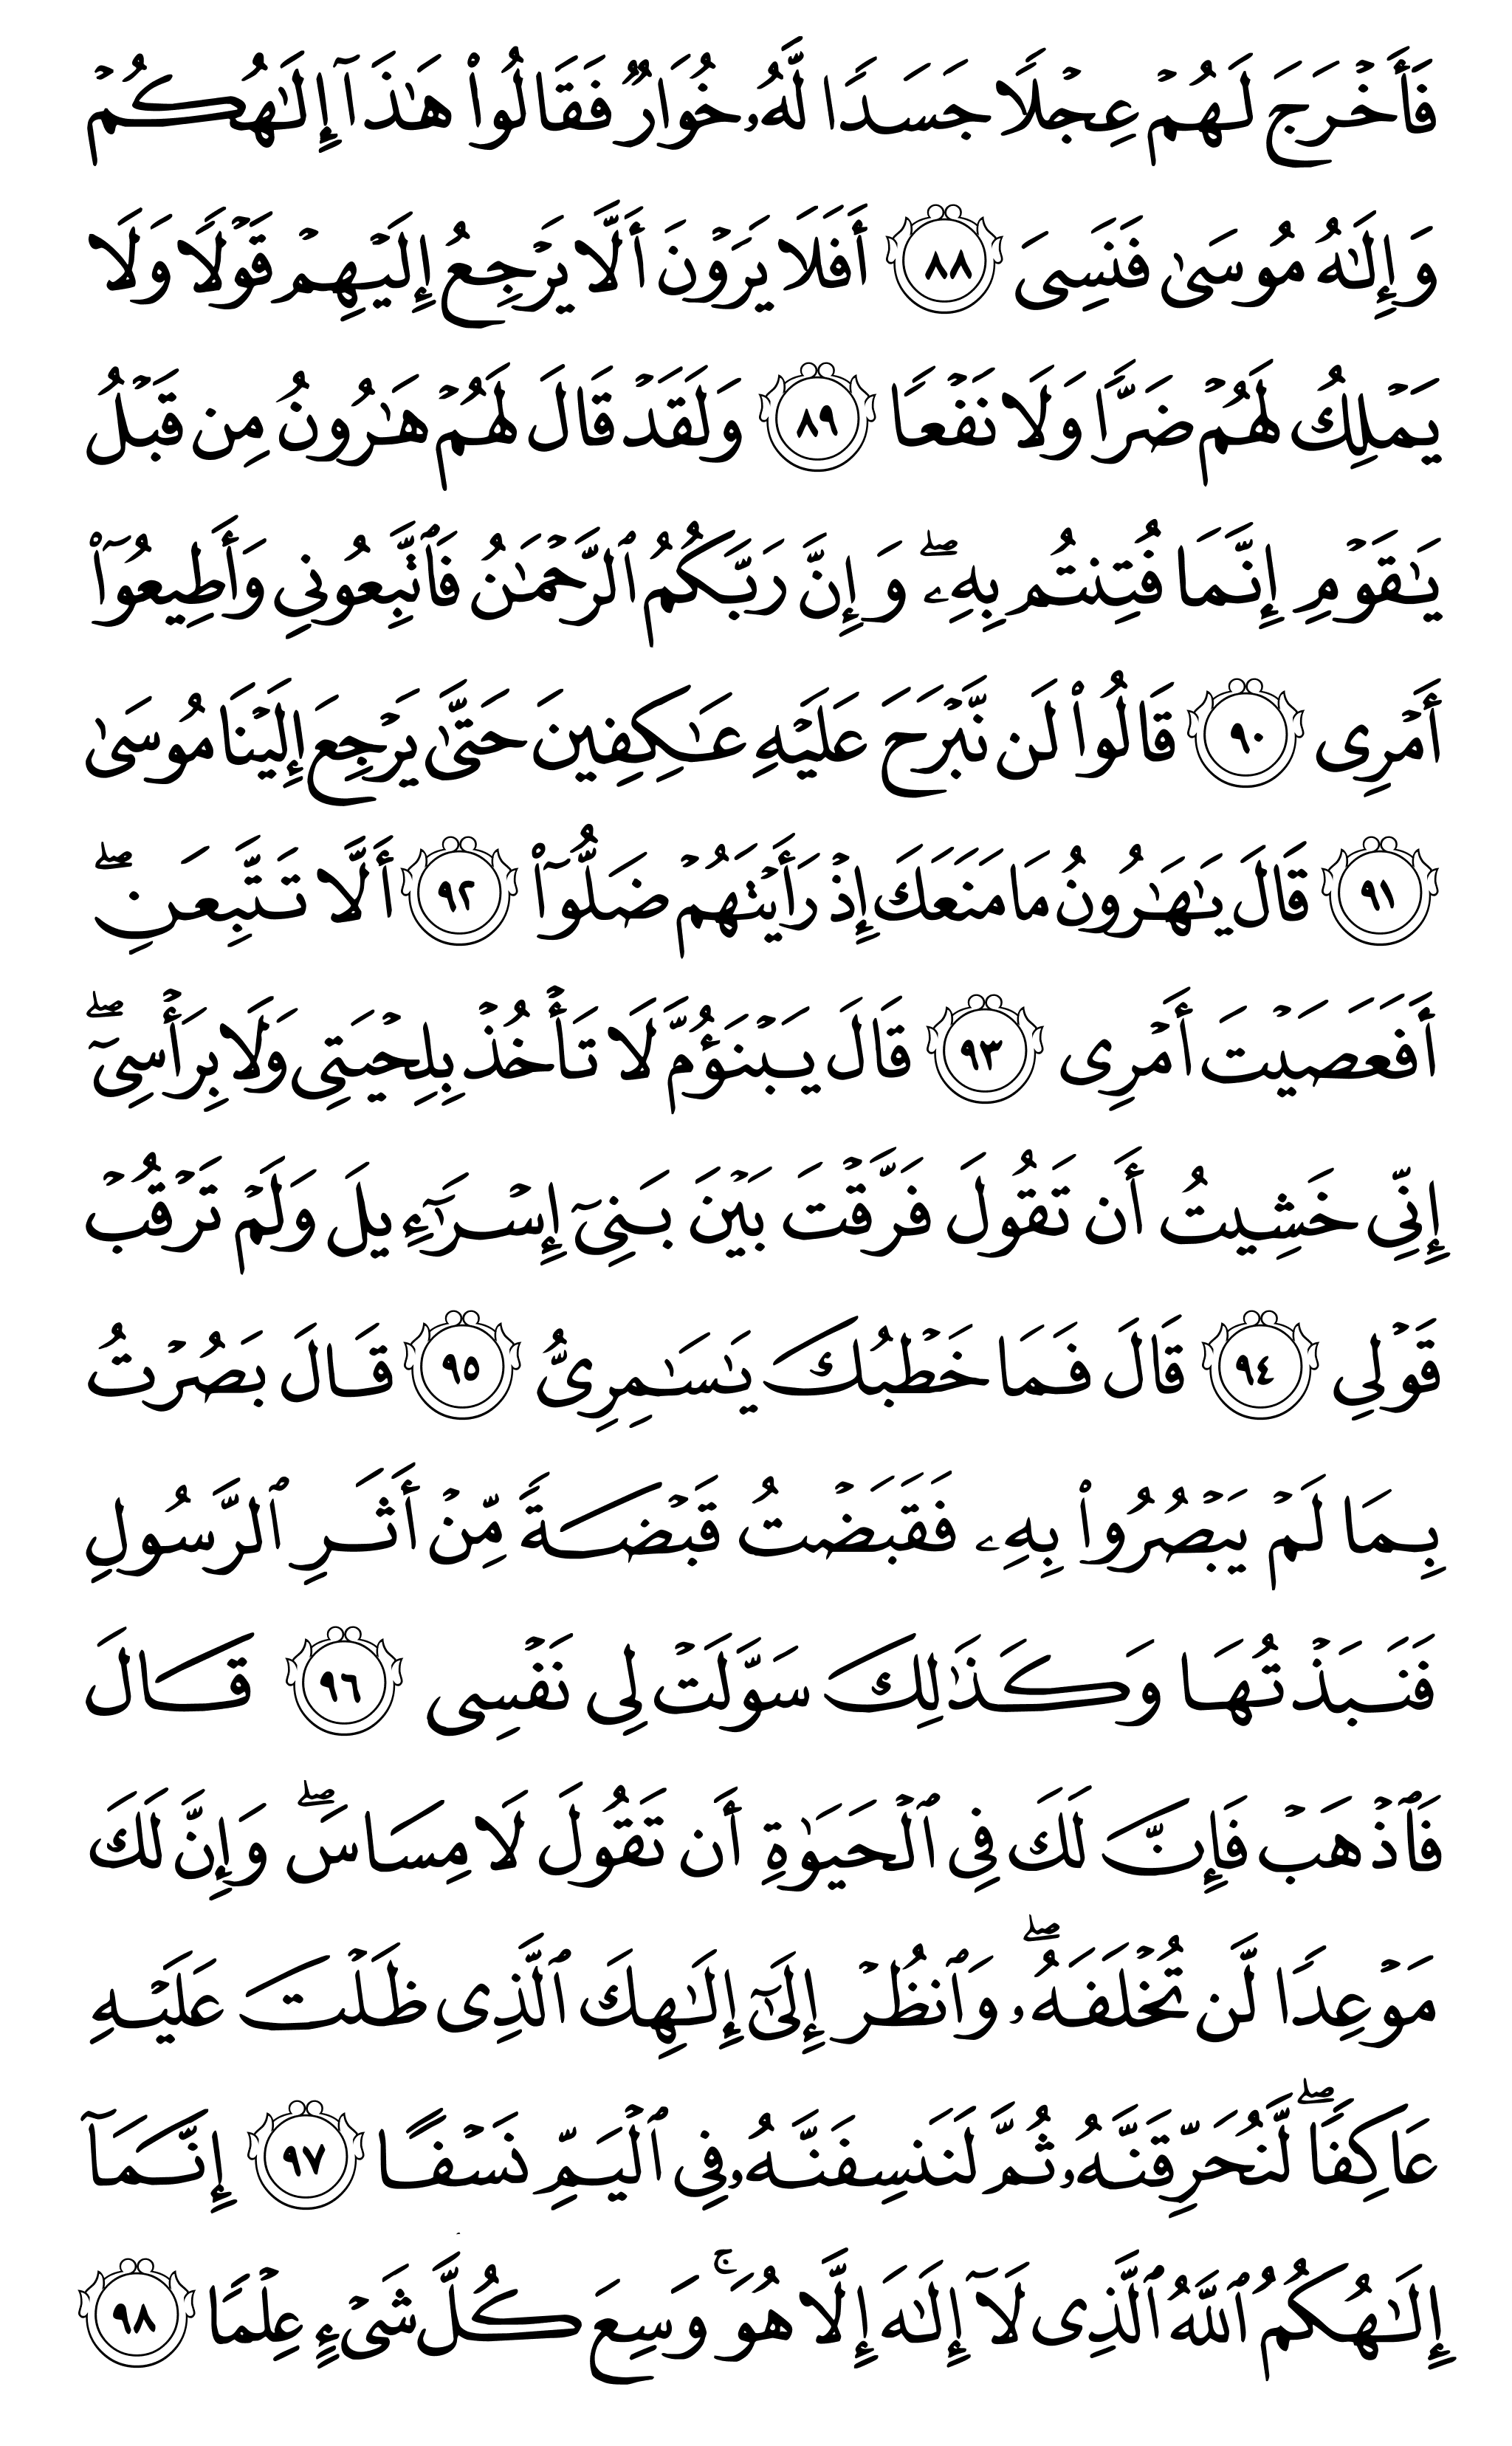 فَأَخْرَجَ لَهُمْ عِجْلًا جَسَدًا لَّهُۥ خُوَارٌ فَقَالُوا۟ هَٰذَآ إِلَٰهُكُمْ
وَإِلَٰهُ مُوسَىٰ فَنَسِىَ ٨٨ أَفَلَا يَرَوْنَ أَلَّا يَرْجِعُ إِلَيْهِمْ قَوْلًا وَلَا
يَمْلِكُ لَهُمْ ضَرًّا وَلَا نَفْعًا ٨٩ وَلَقَدْ قَالَ لَهُمْ هَٰرُونُ مِن قَبْلُ
يَٰقَوْمِ إِنَّمَا فُتِنتُم بِهِۦ ۖ وَإِنَّ رَبَّكُمُ ٱلرَّحْمَٰنُ فَٱتَّبِعُونِى وَأَطِيعُوٓا۟
أَمْرِى ٩٠ قَالُوا۟ لَن نَّبْرَحَ عَلَيْهِ عَٰكِفِينَ حَتَّىٰ يَرْجِعَ إِلَيْنَا مُوسَىٰ
٩١ قَالَ يَٰهَٰرُونُ مَا مَنَعَكَ إِذْ رَأَيْتَهُمْ ضَلُّوٓا۟ ٩٢ أَلَّا تَتَّبِعَنِ ۖ
أَفَعَصَيْتَ أَمْرِى ٩٣ قَالَ يَبْنَؤُمَّ لَا تَأْخُذْ بِلِحْيَتِى وَلَا بِرَأْسِىٓ ۖ
إِنِّى خَشِيتُ أَن تَقُولَ فَرَّقْتَ بَيْنَ بَنِىٓ إِسْرَٰٓءِيلَ وَلَمْ تَرْقُبْ
قَوْلِى ٩٤ قَالَ فَمَا خَطْبُكَ يَٰسَٰمِرِىُّ ٩٥ قَالَ بَصُرْتُ
بِمَا لَمْ يَبْصُرُوا۟ بِهِۦ فَقَبَضْتُ قَبْضَةً مِّنْ أَثَرِ ٱلرَّسُولِ
فَنَبَذْتُهَا وَكَذَٰلِكَ سَوَّلَتْ لِى نَفْسِى ٩٦ قَالَ
فَٱذْهَبْ فَإِنَّ لَكَ فِى ٱلْحَيَوٰةِ أَن تَقُولَ لَا مِسَاسَ ۖ وَإِنَّ لَكَ
مَوْعِدًا لَّن تُخْلَفَهُۥ ۖ وَٱنظُرْ إِلَىٰٓ إِلَٰهِكَ ٱلَّذِى ظَلْتَ عَلَيْهِ
عَاكِفًا ۖ لَّنُحَرِّقَنَّهُۥ ثُمَّ لَنَنسِفَنَّهُۥ فِى ٱلْيَمِّ نَسْفًا ٩٧ إِنَّمَآ
إِلَٰهُكُمُ ٱللَّهُ ٱلَّذِى لَآ إِلَٰهَ إِلَّا هُوَ ۚ وَسِعَ كُلَّ شَىْءٍ عِلْمًا ٩٨